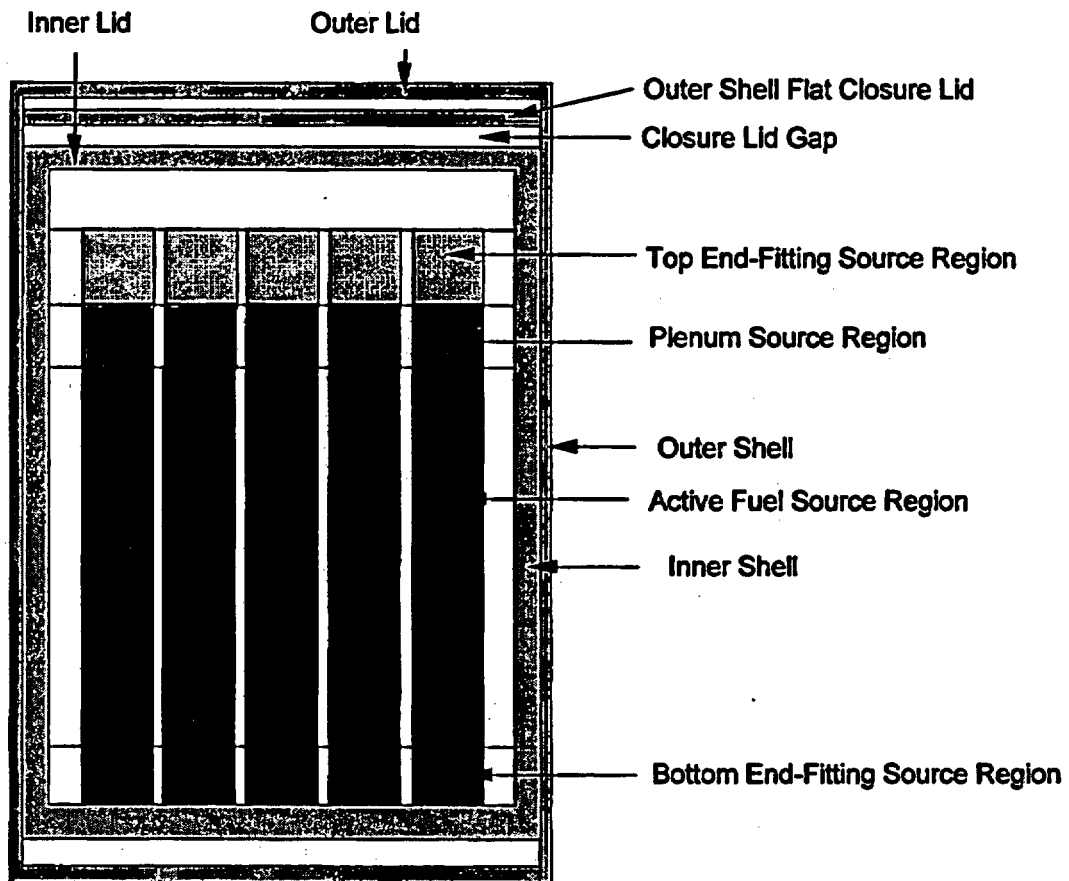 Inner Lid
Outer Lid
Outer Shell Flat Closure Lid
Closure Lid Gap
Top End-Fitting Source Region
Plenum Source Region
Outer Shell
Active Fuel Source Region
Inner Shell
Bottom End-Fitting Source Region